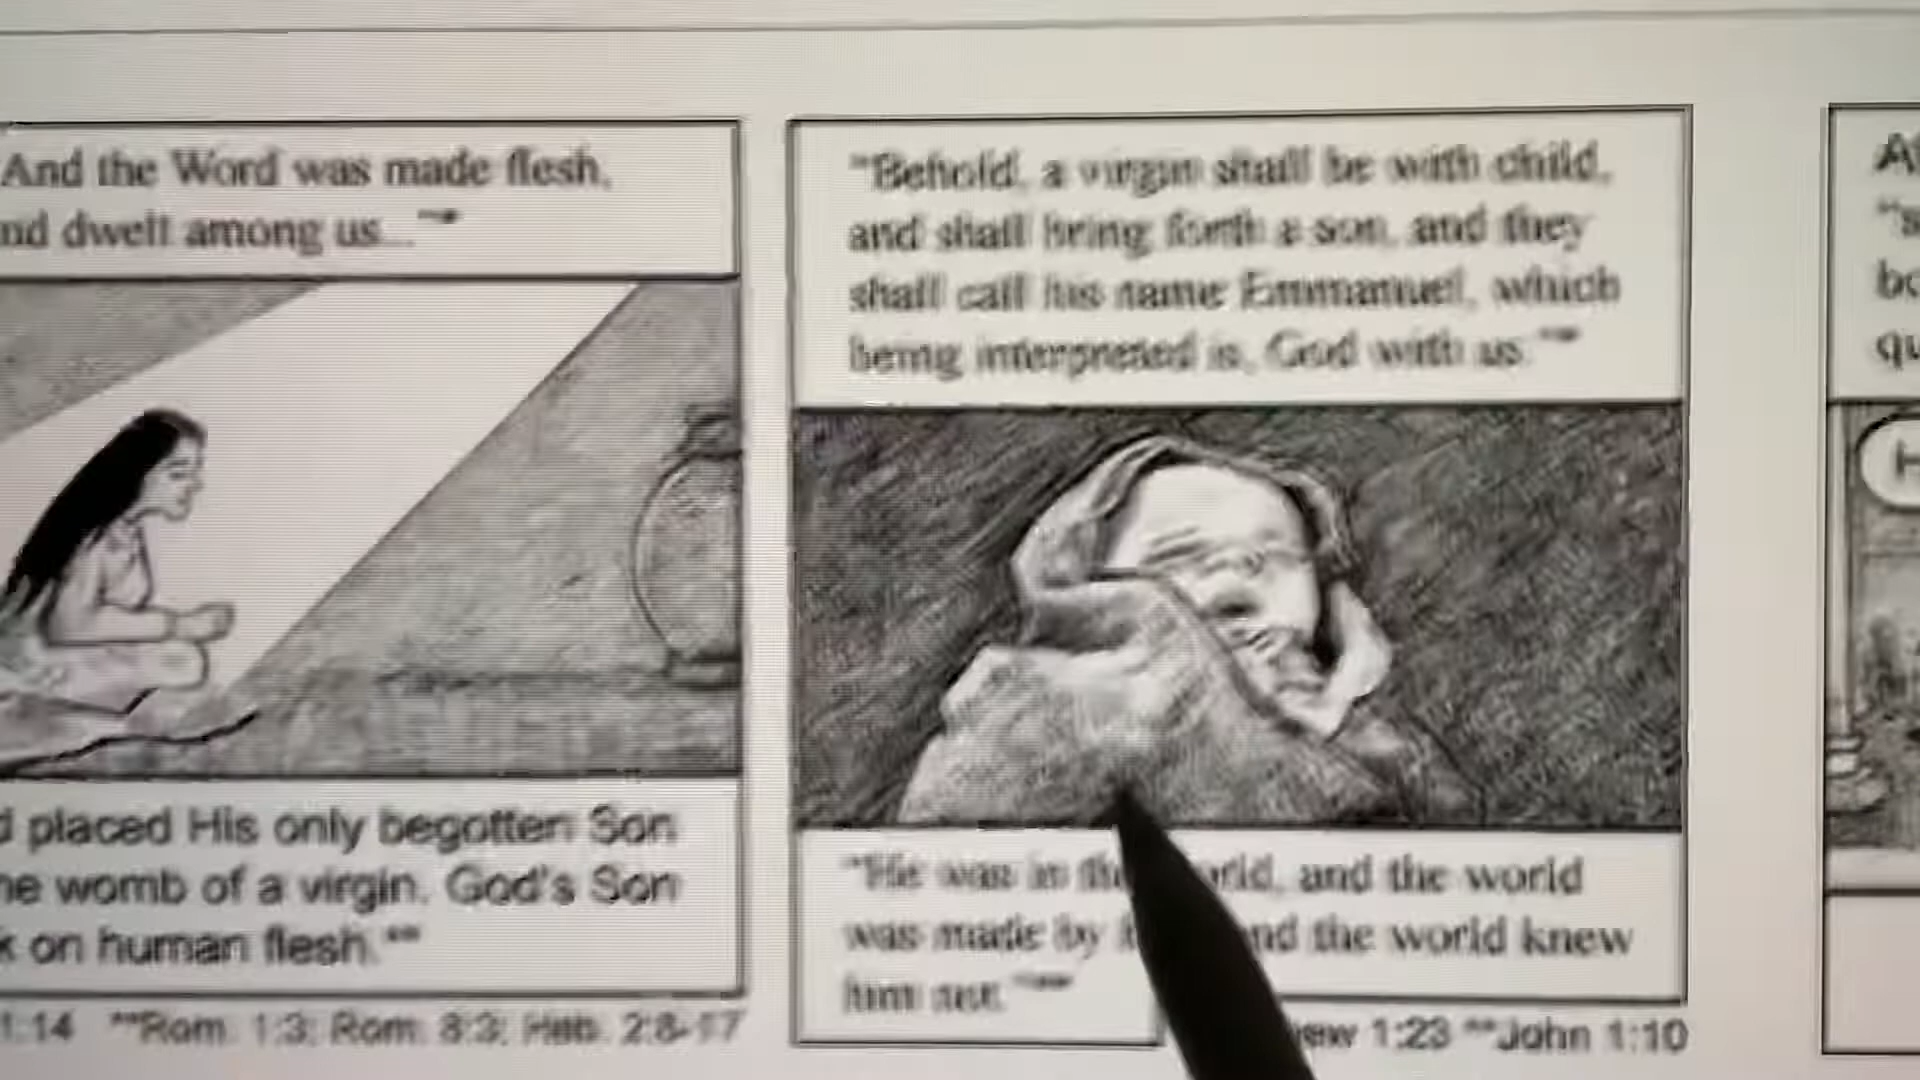 And the Word was made flesh,
nd dwelt among us..."*
d placed His only begotten Son
he womb of a virgin. God's Son
k on human flesh.**
1:14 **Rom. 1:3; Rom. 8:3; Heb. 2:8-17
"Behold, a virgin shall be with child,
and shall bring forth a son, and they
shall call his name Emmanuel, which
being interpreted is, God with us."*
"He was in the world, and the world
was made by and the world knew
him not."**
ew 1:23 **John 1:10
qu
H